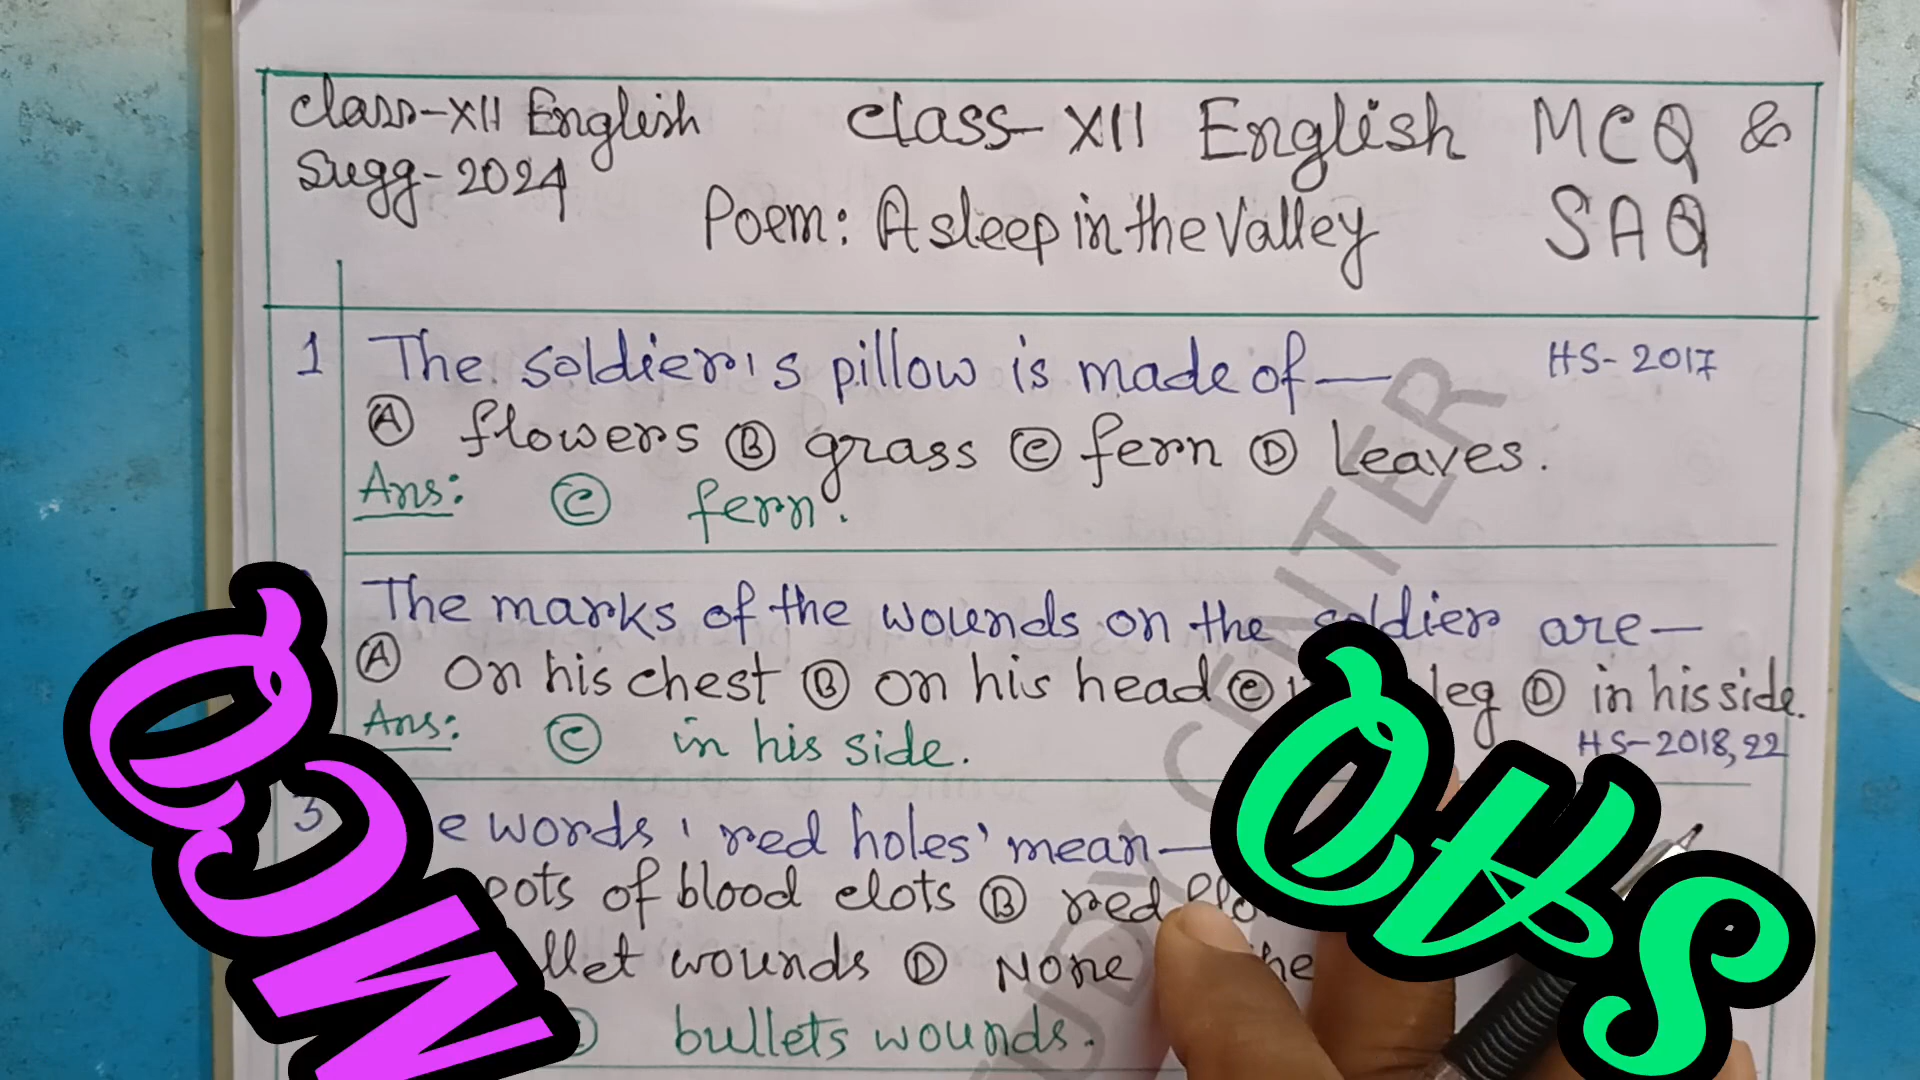 Class-XII English
Sugg-2024
Class-XII English MCQ &
Poem: Asleep in the Valley SAQ
1 The soldier's pillow is made of— HS-2017
Ⓐ flowers Ⓑ grass Ⓒ fern Ⓓ Leaves.
Ans: Ⓒ fern.
The marks of the wounds on the soldier are—
Ⓐ on his chest Ⓑ on his head Ⓒ leg Ⓓ in his side.
Ans: Ⓒ in his side. HS-2018,22
3 words 'red holes' mean—
of blood clots Ⓑ red
wounds Ⓓ None
bullets wounds.
MCQ
SAQ
STUDY CENTER